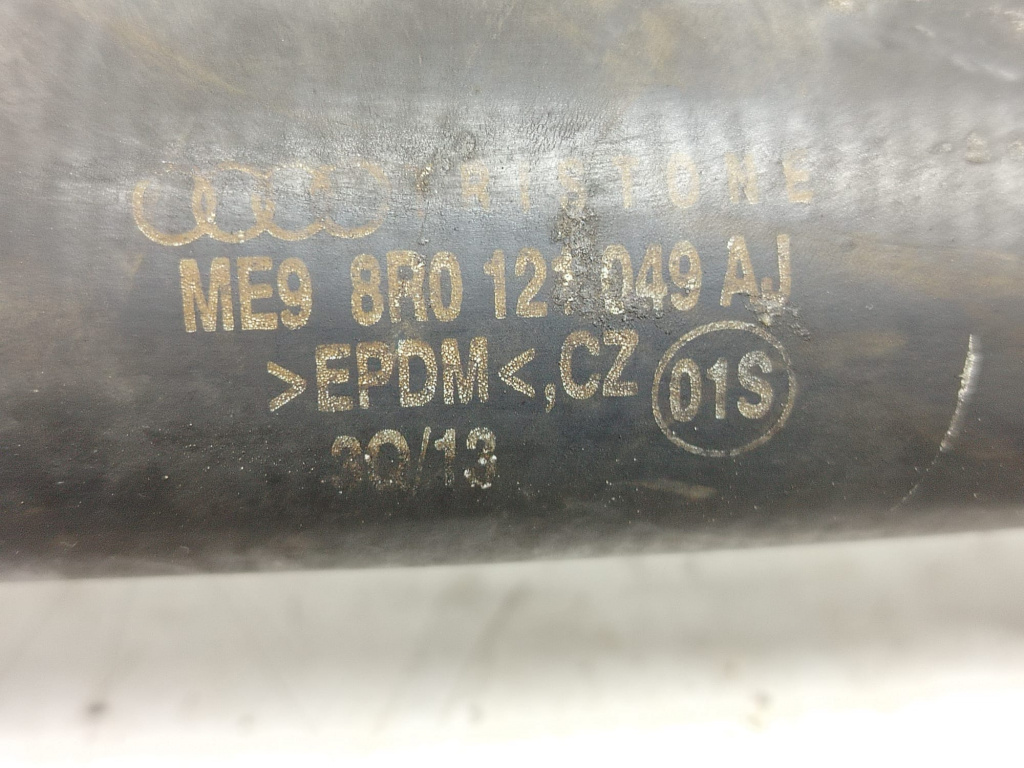 TRISTONE
ME9 8R0 121 049 AJ
>EPDM<,CZ 01S
3Q/13